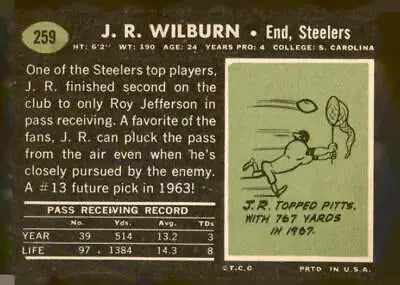 259
J. R. WILBURN • End, Steelers
HT: 6'2" WT: 190 AGE: 24 YEARS PRO: 4 COLLEGE: S. CAROLINA
One of the Steelers top players,
J. R. finished second on the
club to only Roy Jefferson in
pass receiving. A favorite of the
fans, J. R. can pluck the pass
from the air even when he's
closely pursued by the enemy.
A #13 future pick in 1963!
PASS RECEIVING RECORD
No. Yds. Avg. TDs
YEAR 39 514 13.2 3
LIFE 97 1384 14.3 8
J.R. TOPPED PITTS.
WITH 767 YARDS
IN 1967.
©T.C.G PRTD IN U.S.A.